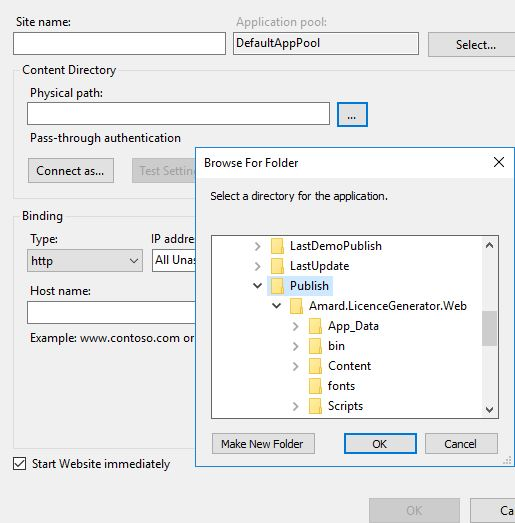 Site name:
Application pool:
DefaultAppPool
Select...
Content Directory
Physical path:
...
Pass-through authentication
Connect as...
Test Setting
Browse For Folder
Select a directory for the application.
LastDemoPublish
LastUpdate
Publish
Amard.LicenceGenerator.Web
App_Data
bin
Content
fonts
Scripts
Make New Folder
OK
Cancel
Binding
Type:
IP addre
http
All Unas
Host name:
Example: www.contoso.com or
Start Website immediately
OK
Ca